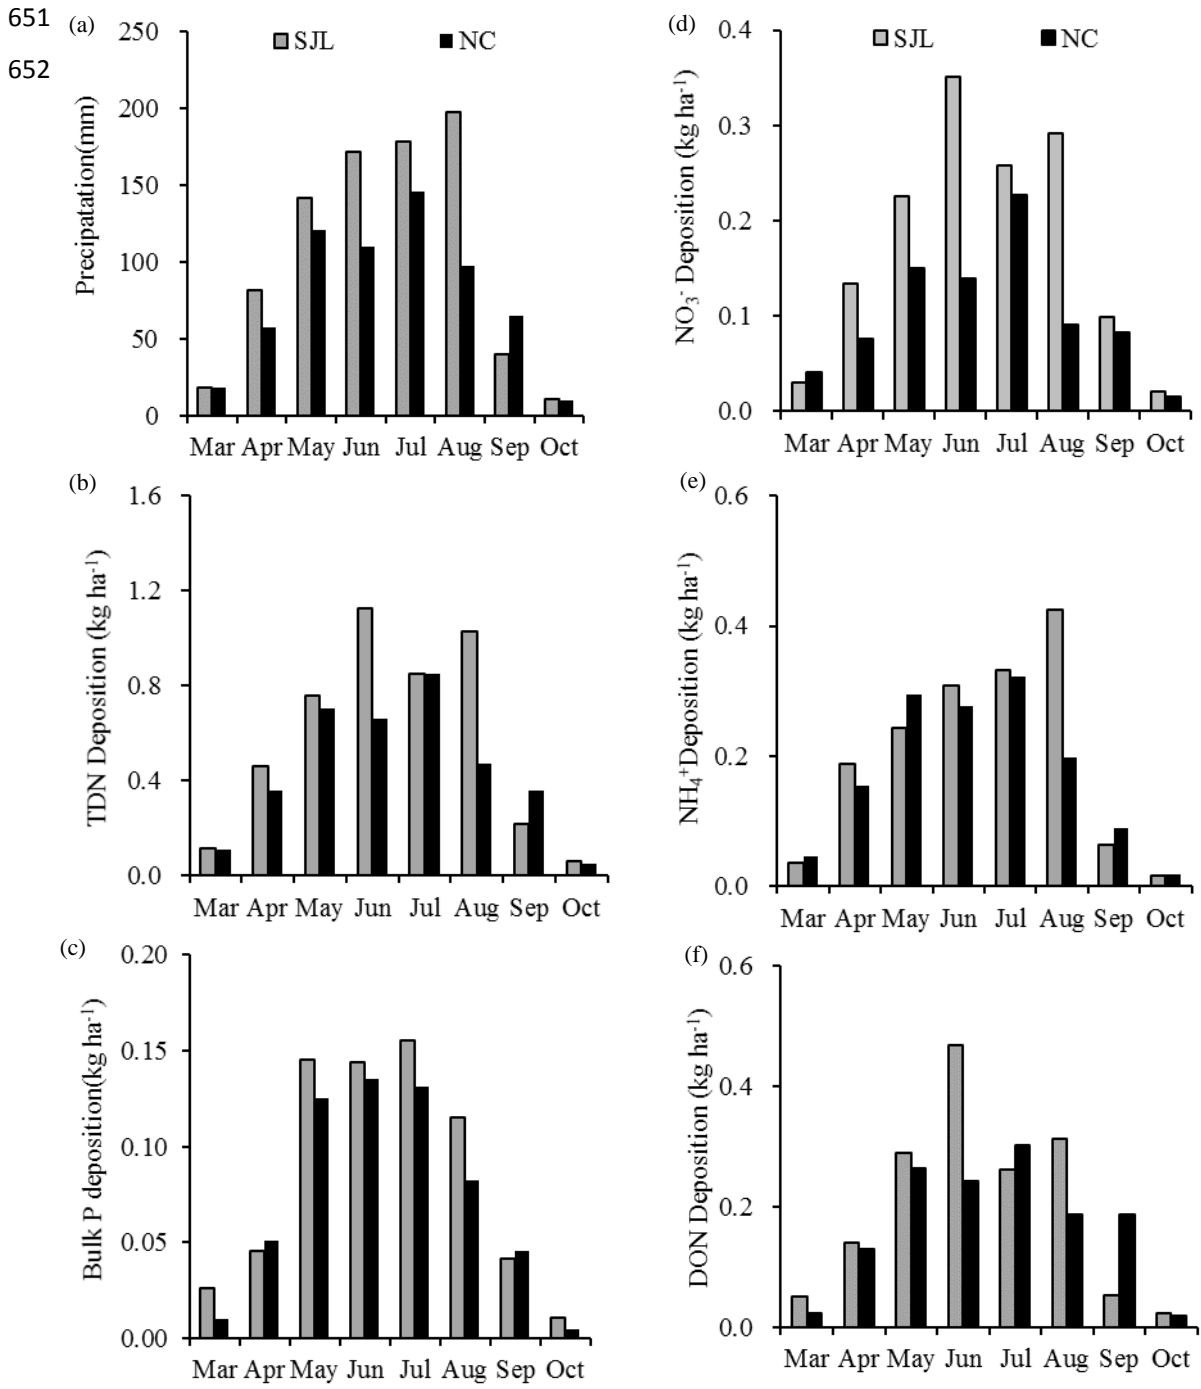 651
652
(a)
250
200
150
100
50
0
Precipatation(mm)
SJL NC
Mar Apr May Jun Jul Aug Sep Oct
(d)
0.4
0.3
0.2
0.1
0.0
NO₃⁻ Deposition (kg ha⁻¹)
SJL NC
Mar Apr May Jun Jul Aug Sep Oct
(b)
1.6
1.2
0.8
0.4
0.0
TDN Deposition (kg ha⁻¹)
Mar Apr May Jun Jul Aug Sep Oct
(e)
0.6
0.4
0.2
0.0
NH₄⁺Deposition (kg ha⁻¹)
Mar Apr May Jun Jul Aug Sep Oct
(c)
0.20
0.15
0.10
0.05
0.00
Bulk P deposition(kg ha⁻¹)
Mar Apr May Jun Jul Aug Sep Oct
(f)
0.6
0.4
0.2
0.0
DON Deposition (kg ha⁻¹)
Mar Apr May Jun Jul Aug Sep Oct